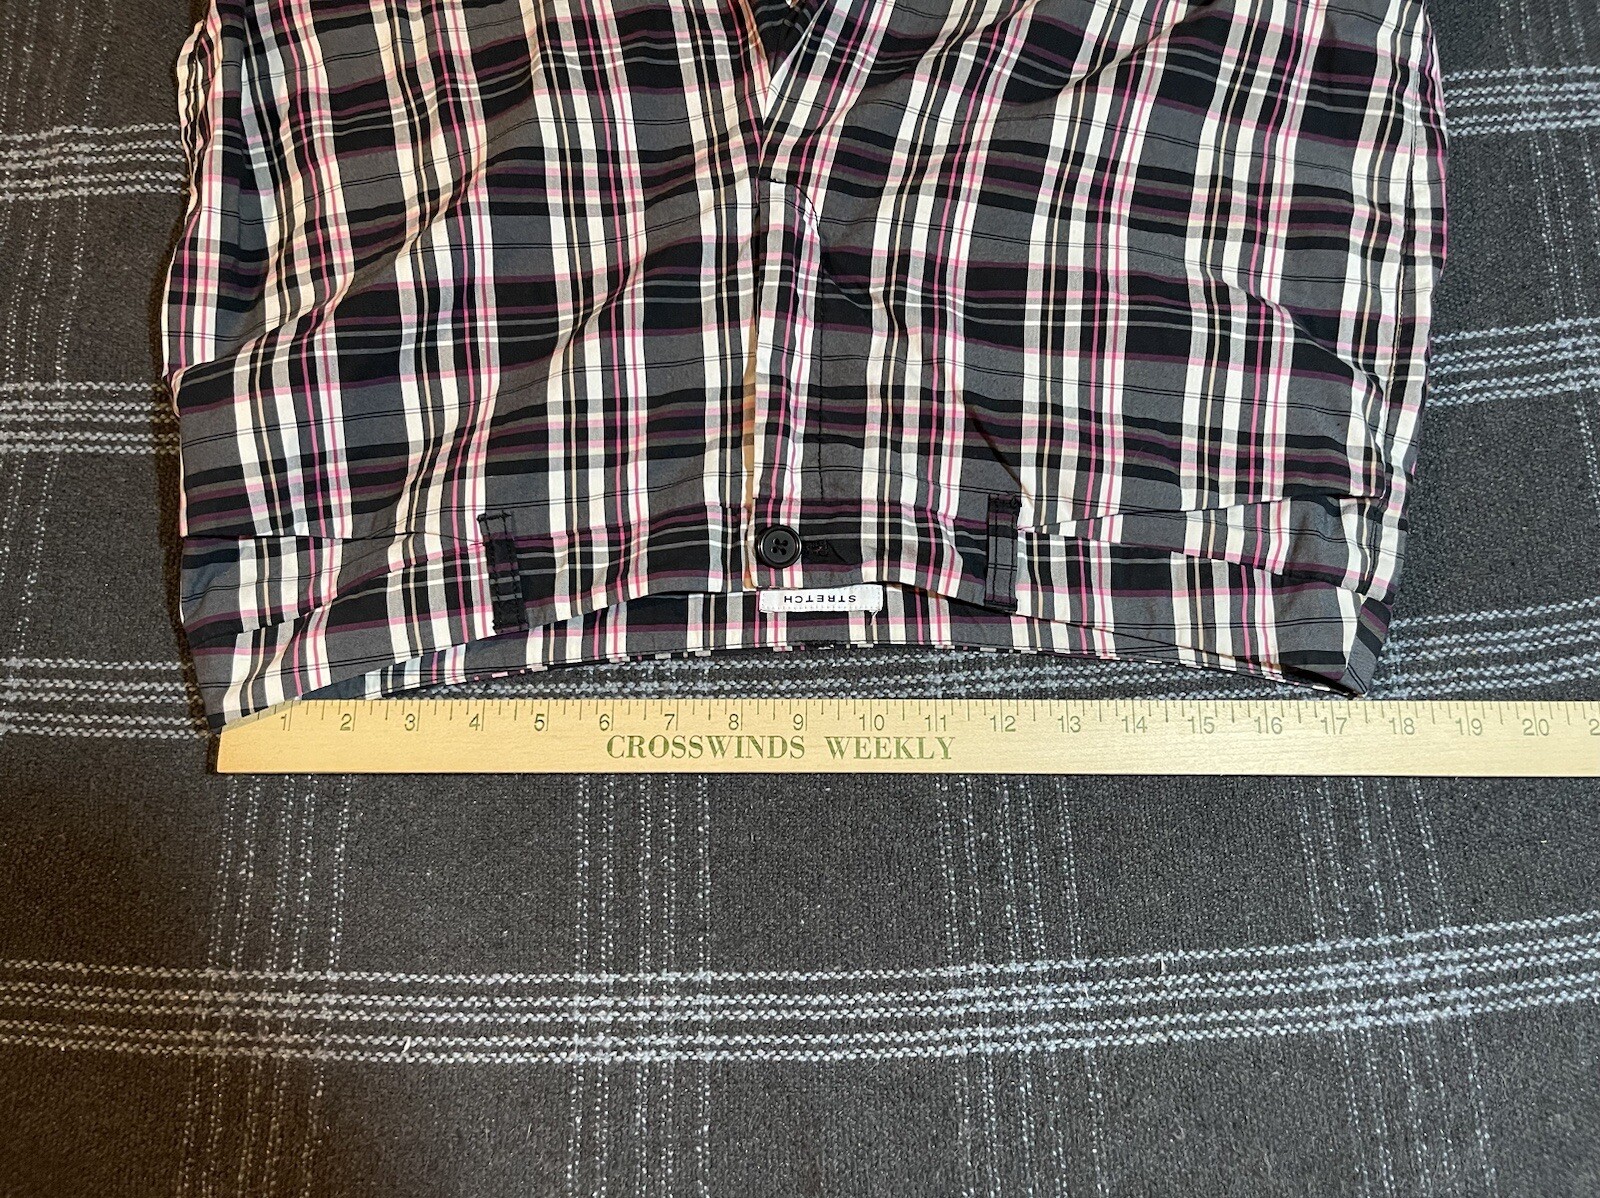 STRETCH
1 2 3 4 5 6 7 8 9 10 11 12 13 14 15 16 17 18 19 20
CROSSWINDS WEEKLY